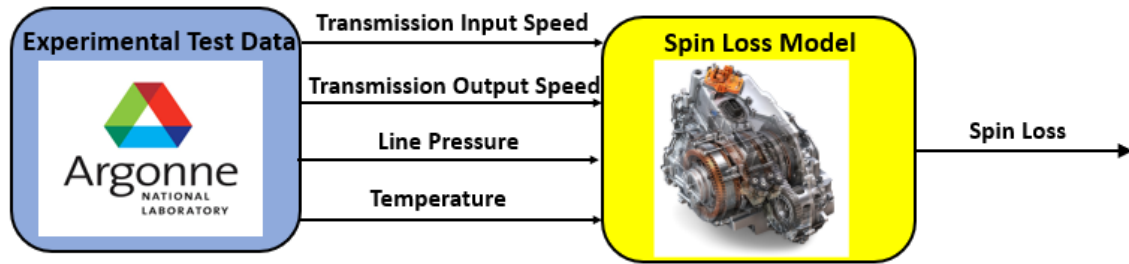 Experimental Test Data
Argonne
NATIONAL
LABORATORY
Transmission Input Speed
Transmission Output Speed
Line Pressure
Temperature
Spin Loss Model
Spin Loss